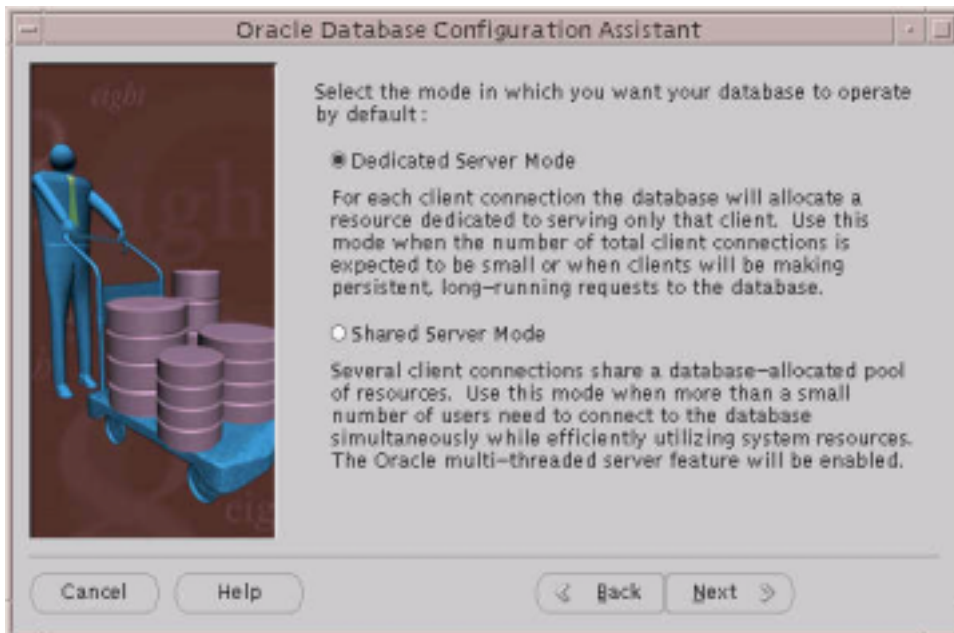 Oracle Database Configuration Assistant
eight
Select the mode in which you want your database to operate
by default:
Dedicated Server Mode
For each client connection the database will allocate a
resource dedicated to serving only that client. Use this
mode when the number of total client connections is
expected to be small or when clients will be making
persistent, long-running requests to the database.
Shared Server Mode
Several client connections share a database-allocated pool
of resources. Use this mode when more than a small
number of users need to connect to the database
simultaneously while efficiently utilizing system resources.
The Oracle multi-threaded server feature will be enabled.
Cancel
Help
Back
Next